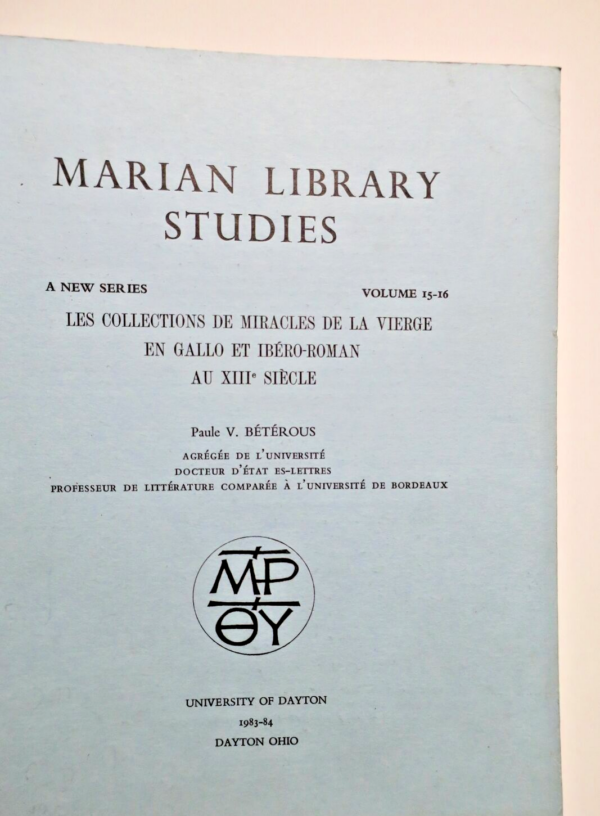 MARIAN LIBRARY
STUDIES
A NEW SERIES VOLUME 15-16
LES COLLECTIONS DE MIRACLES DE LA VIERGE
EN GALLO ET IBÉRO-ROMAN
AU XIIIe SIÈCLE
Paule V. BÉTÉROUS
AGRÉGÉE DE L'UNIVERSITÉ
DOCTEUR D'ÉTAT ES-LETTRES
PROFESSEUR DE LITTÉRATURE COMPARÉE À L'UNIVERSITÉ DE BORDEAUX
ΜΡ
ΘΥ
UNIVERSITY OF DAYTON
1983-84
DAYTON OHIO